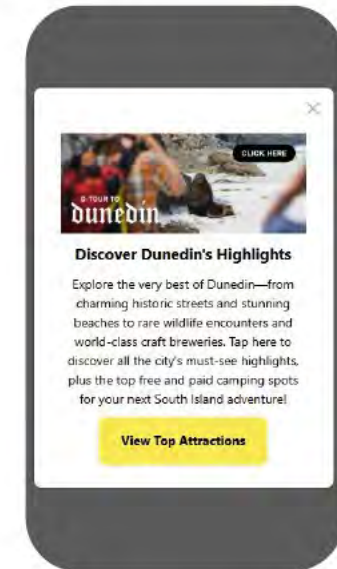 CLICK HERE
D-TOUR TO
dunedin
Discover Dunedin's Highlights
Explore the very best of Dunedin—from
charming historic streets and stunning
beaches to rare wildlife encounters and
world-class craft breweries. Tap here to
discover all the city's must-see highlights,
plus the top free and paid camping spots
for your next South Island adventure!
View Top Attractions